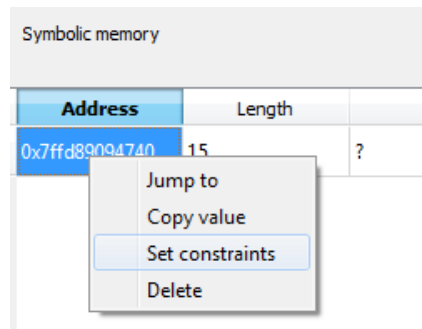 Symbolic memory
Address Length
0x7ffd89094740 15 ?
Jump to
Copy value
Set constraints
Delete